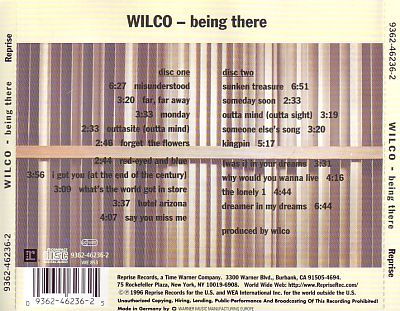 WILCO – being there
disc one
6:27 misunderstood
3:20 far, far away
3:33 monday
2:33 outtasite (outta mind)
2:46 forget the flowers
2:44 red-eyed and blue
3:56 i got you (at the end of the century)
3:09 what's the world got in store
3:37 hotel arizona
4:07 say you miss me
disc two
sunken treasure 6:51
someday soon 2:33
outta mind (outta sight) 3:19
someone else's song 3:20
kingpin 5:17
(was i) in your dreams 3:31
why would you wanna live 4:16
the lonely 1 4:44
dreamer in my dreams 6:44
produced by wilco
9362-46236-2
WE 853
0 9362-46236-2 5
Reprise Records, a Time Warner Company. 3300 Warner Blvd., Burbank, CA 91505-4694.
75 Rockefeller Plaza, New York, NY 10019-6908. World Wide Web: http://www.RepriseRec.com/
℗ © 1996 Reprise Records for the U.S. and WEA International Inc. for the world outside the U.S.
Unauthorized Copying, Hiring, Lending, Public Performance And Broadcasting Of This Recording Prohibited!
Made in Germany by WARNER MUSIC MANUFACTURING EUROPE
9362-46236-2 WILCO – being there Reprise
Reprise WILCO – being there 9362-46236-2